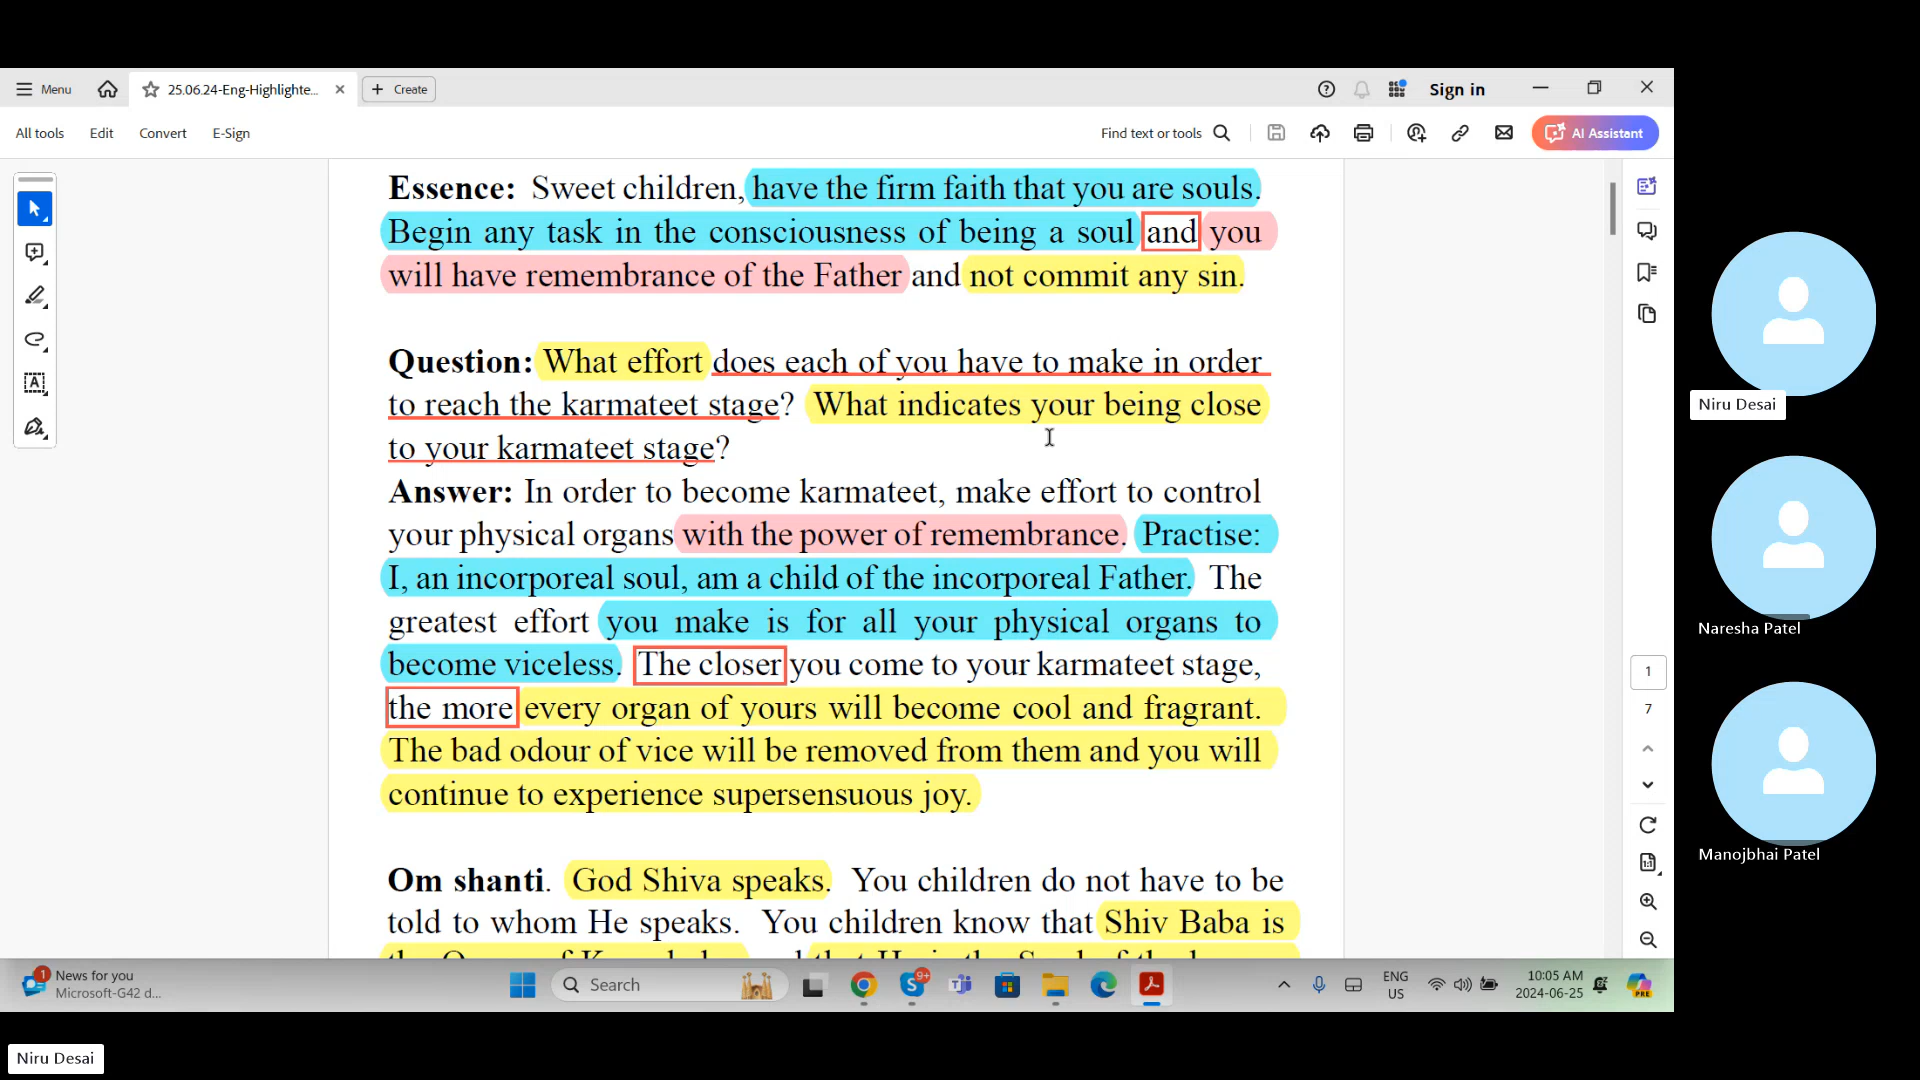 Menu
25.06.24-Eng-Highlighte...
Create
Sign in
All tools
Edit
Convert
E-Sign
Find text or tools
AI Assistant
Essence: Sweet children, have the firm faith that you are souls.
Begin any task in the consciousness of being a soul and you
will have remembrance of the Father and not commit any sin.
Question: What effort does each of you have to make in order
to reach the karmateet stage? What indicates your being close
to your karmateet stage?
Answer: In order to become karmateet, make effort to control
your physical organs with the power of remembrance. Practise:
I, an incorporeal soul, am a child of the incorporeal Father. The
greatest effort you make is for all your physical organs to
become viceless. The closer you come to your karmateet stage,
the more every organ of yours will become cool and fragrant.
The bad odour of vice will be removed from them and you will
continue to experience supersensuous joy.
Om shanti. God Shiva speaks. You children do not have to be
told to whom He speaks. You children know that Shiv Baba is
1
7
Niru Desai
Naresha Patel
Manojbhai Patel
1
News for you
Microsoft-G42 d...
Search
9+
ENG
US
10:05 AM
2024-06-25
PRE
Niru Desai